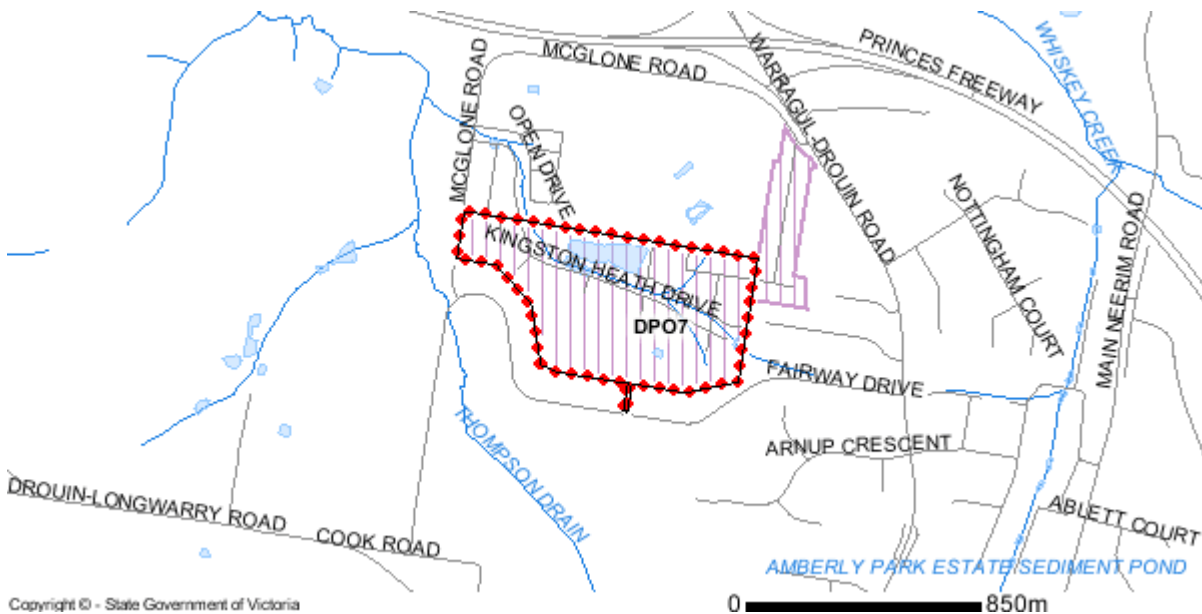 PRINCES FREEWAY
WHISKEY CREEK
MCGLONE ROAD
WARRAGUL-DROUIN ROAD
MCGLONE ROAD
OPEN DRIVE
NOTTINGHAM COURT
MAIN NEERIM ROAD
KINGSTON HEATH DRIVE
DPO7
FAIRWAY DRIVE
THOMPSON DRAIN
ARNUP CRESCENT
DROUIN-LONGWARRY ROAD
COOK ROAD
ABLETT COURT
AMBERLY PARK ESTATE SEDIMENT POND
Copyright © - State Government of Victoria
0 850m